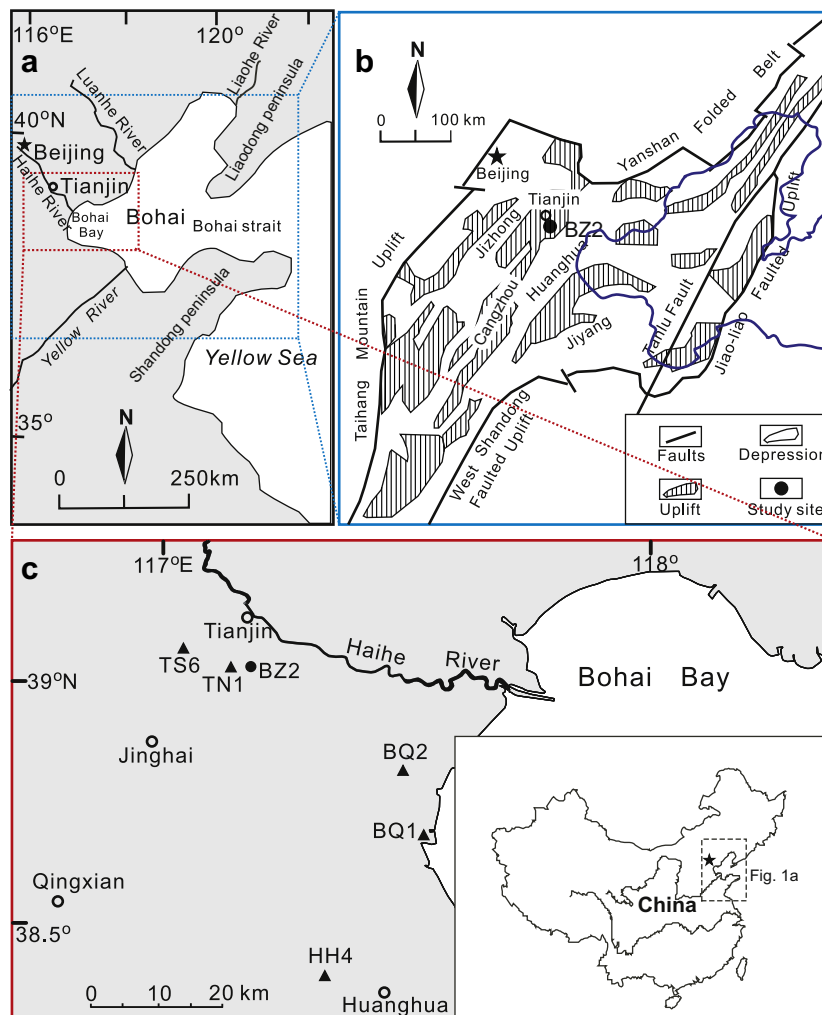 116°E
120°
a
Luanhe River
Liaohe River
Liaodong peninsula
40°N
Beijing
Haihe River
Tianjin
Bohai
Bay
Bohai
Bohai strait
Yellow River
Shandong peninsula
Yellow Sea
35°
N
0 250km
b
N
0 100 km
Yanshan Folded Belt
Beijing
Tianjin
BZ2
Jizhong
Uplift
Taihang Mountain
Cangzhou
Huanghua
Jiyang
Tanlu Fault
Jiao-liao Faulted Uplift
West Shandong
Faulted Uplift
Faults
Depression
Uplift
Study site
c
117°E
118°
Tianjin
Haihe River
TS6
TN1
BZ2
39°N
Bohai Bay
Jinghai
BQ2
BQ1
Qingxian
38.5°
HH4
Huanghua
0 10 20 km
China
Fig. 1a